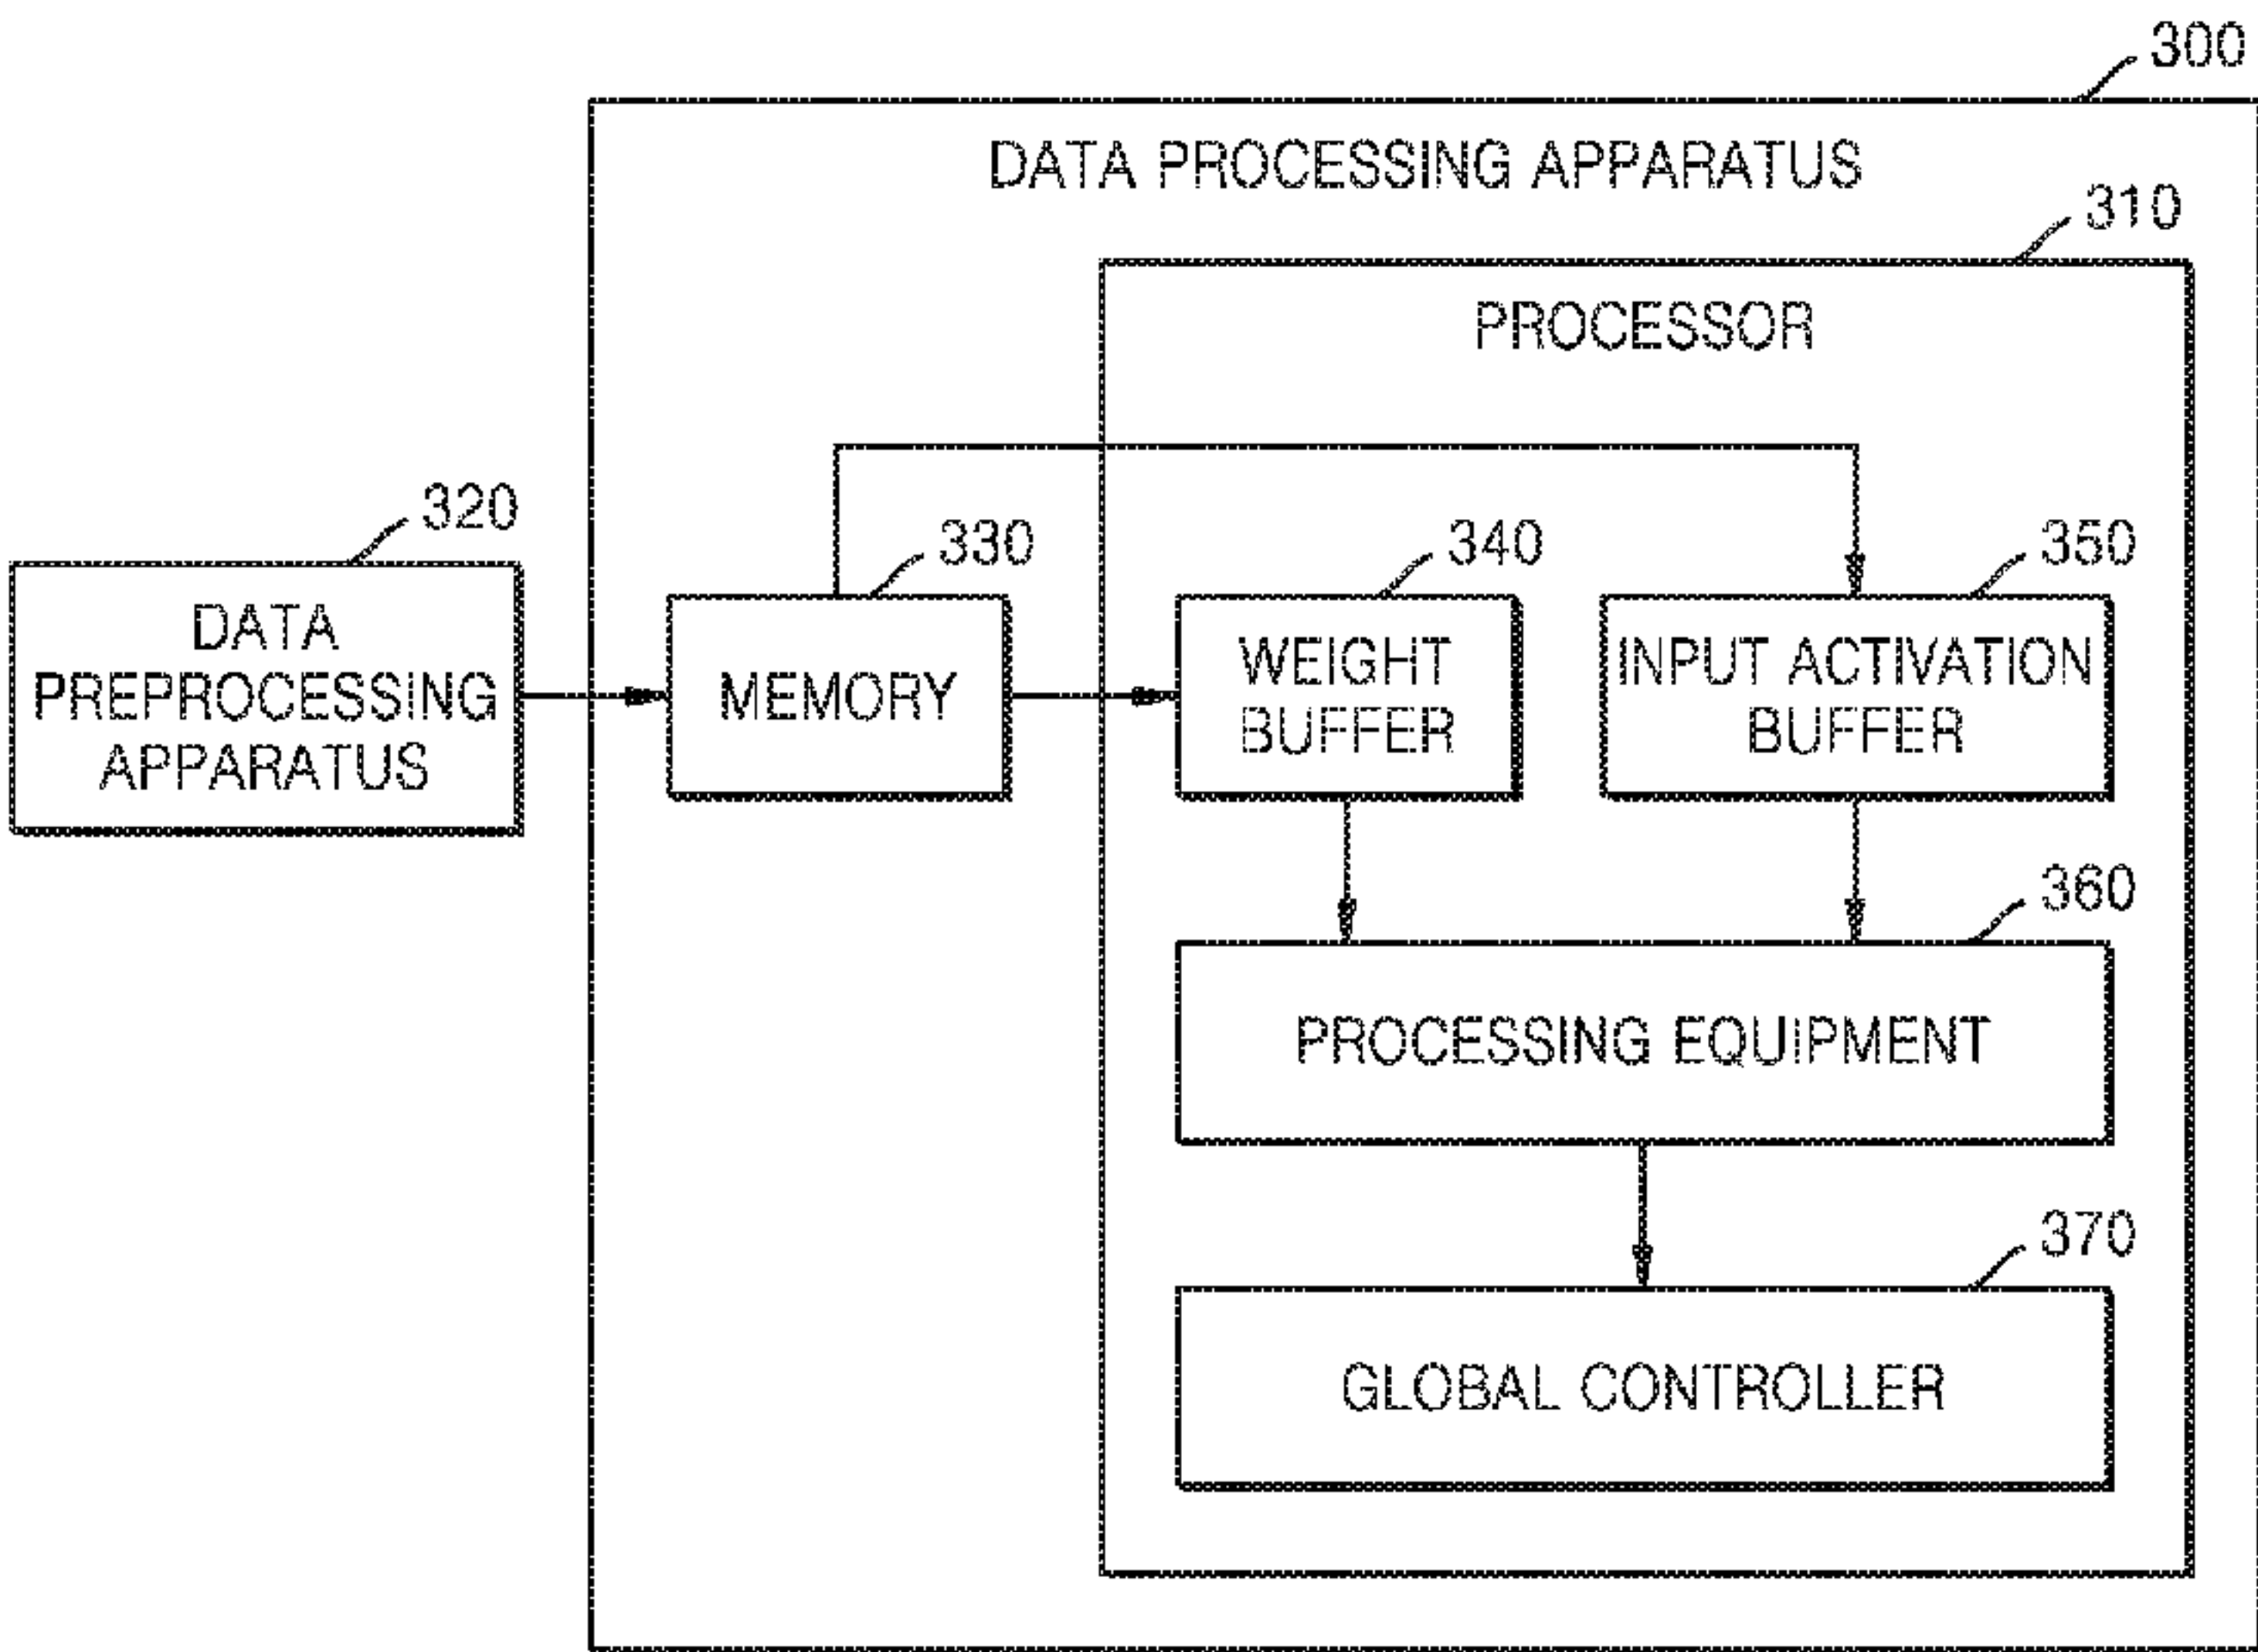 300
DATA PROCESSING APPARATUS
310
PROCESSOR
320
DATA
PREPROCESSING
APPARATUS
330
MEMORY
340
WEIGHT
BUFFER
350
INPUT ACTIVATION
BUFFER
360
PROCESSING EQUIPMENT
370
GLOBAL CONTROLLER